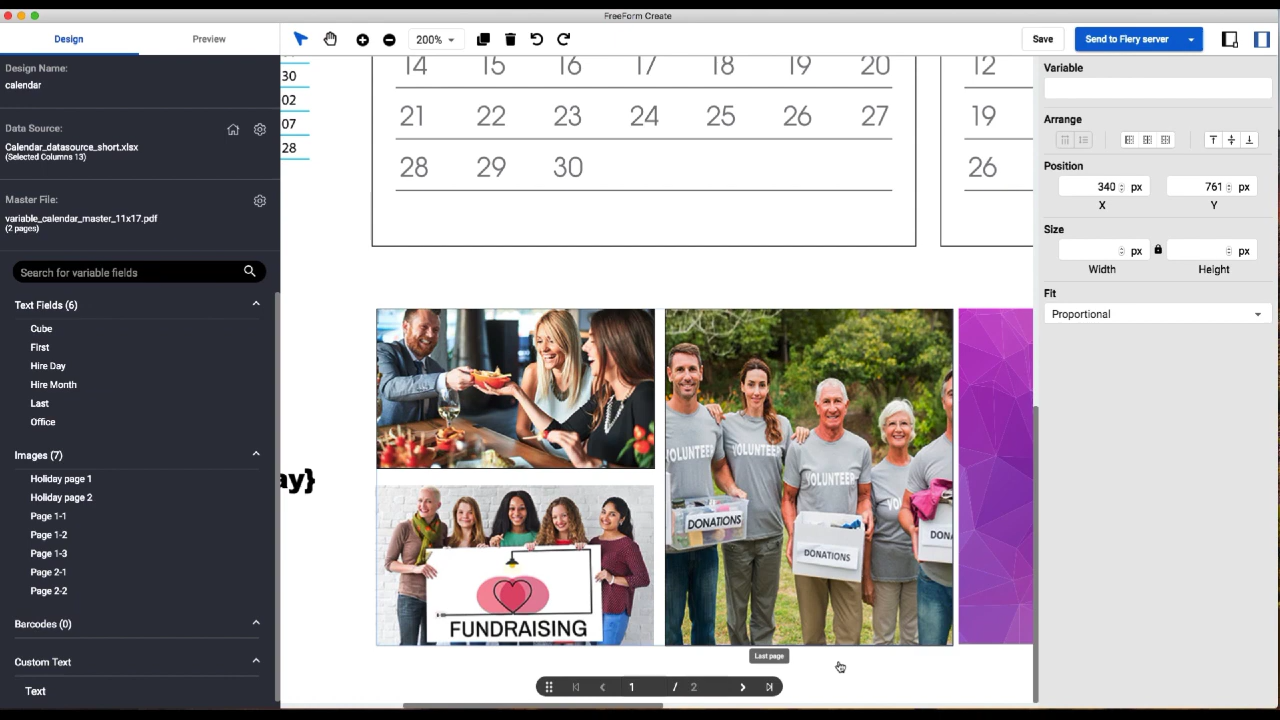 FreeForm Create
Design
Preview
200%
Save
Send to Fiery server
Design Name:
calendar
Data Source:
Calendar_datasource_short.xlsx
(Selected Columns 13)
Master File:
variable_calendar_master_11x17.pdf
(2 pages)
Search for variable fields
Text Fields (6)
Cube
First
Hire Day
Hire Month
Last
Office
Images (7)
Holiday page 1
Holiday page 2
Page 1-1
Page 1-2
Page 1-3
Page 2-1
Page 2-2
Barcodes (0)
Custom Text
Text
30
02
07
28
ay}
14 15 16 17 18 19 20
21 22 23 24 25 26 27
28 29 30
12
19
26
VOLUNTEER
VOLUNTEER
VOLUNTEER
DONATIONS
DONATIONS
DON
FUNDRAISING
Last page
1 / 2
Variable
Arrange
Position
340 px
761 px
X
Y
Size
px
px
Width
Height
Fit
Proportional